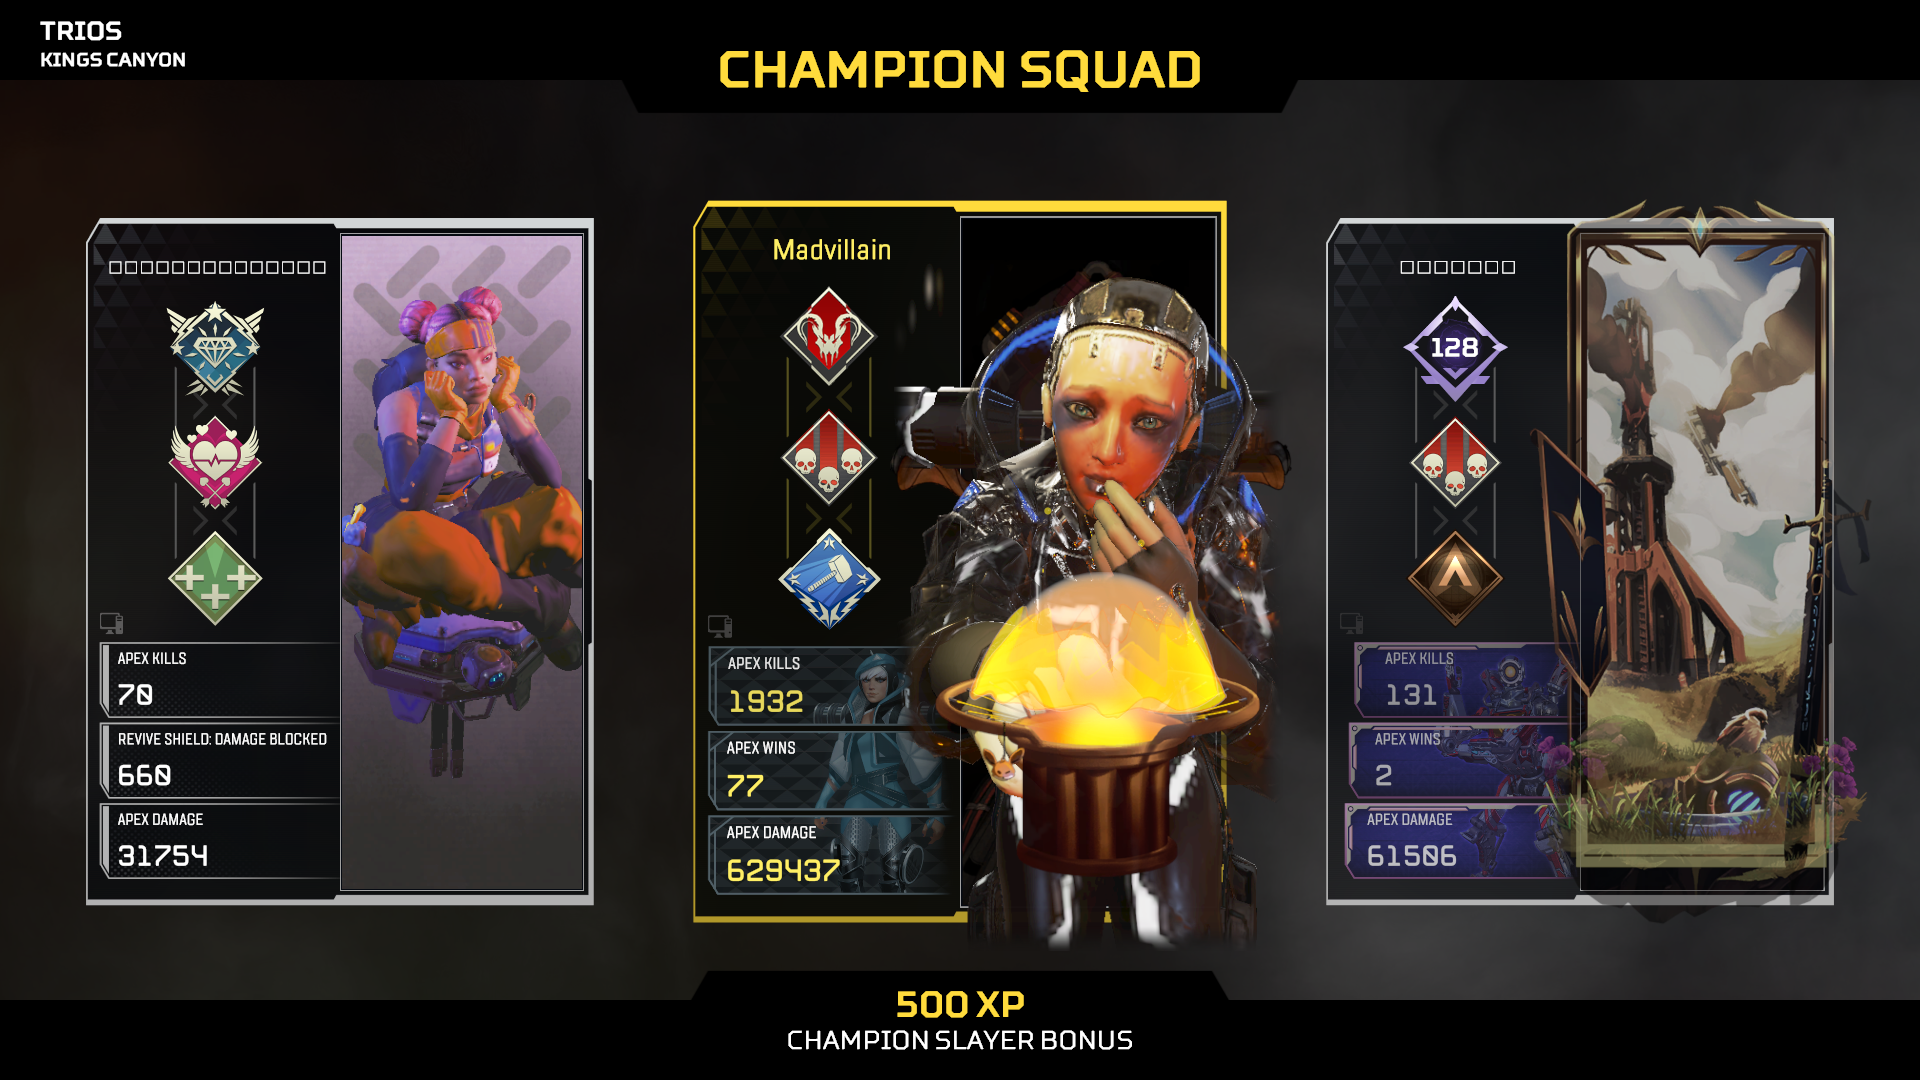 TRIOS
KINGS CANYON
CHAMPION SQUAD
□□□□□□□□□□□□□□
APEX KILLS
70
REVIVE SHIELD: DAMAGE BLOCKED
660
APEX DAMAGE
31754
Madvillain
APEX KILLS
1932
APEX WINS
77
APEX DAMAGE
629437
□□□□□□□
128
APEX KILLS
131
APEX WINS
2
APEX DAMAGE
61506
500 XP
CHAMPION SLAYER BONUS